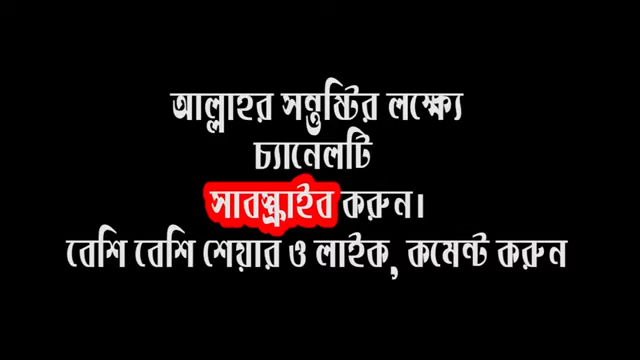 আল্লাহর সন্তুষ্টির লক্ষ্যে
চ্যানেলটি
সাবস্ক্রাইব করুন।
বেশি বেশি শেয়ার ও লাইক, কমেন্ট করুন